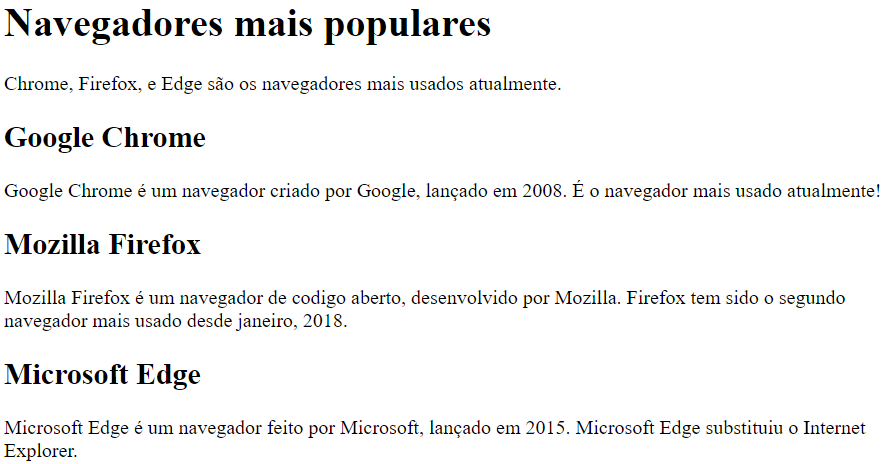 Navegadores mais populares
Chrome, Firefox, e Edge são os navegadores mais usados atualmente.
Google Chrome
Google Chrome é um navegador criado por Google, lançado em 2008. É o navegador mais usado atualmente!
Mozilla Firefox
Mozilla Firefox é um navegador de codigo aberto, desenvolvido por Mozilla. Firefox tem sido o segundo
navegador mais usado desde janeiro, 2018.
Microsoft Edge
Microsoft Edge é um navegador feito por Microsoft, lançado em 2015. Microsoft Edge substituiu o Internet
Explorer.